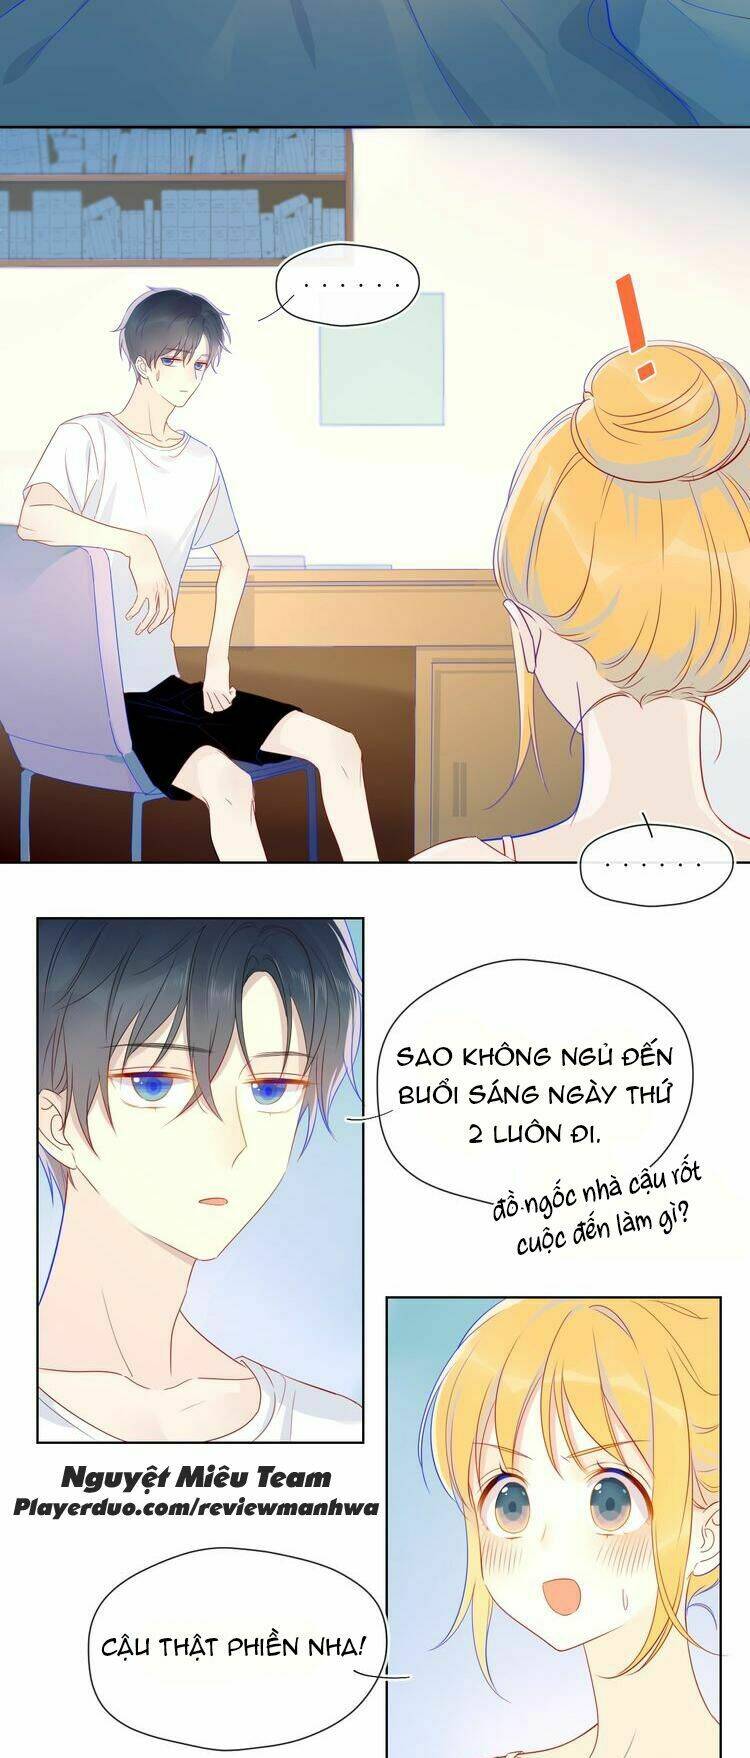 . . . . . .
!
. . . . . .
SAO KHÔNG NGỦ ĐẾN
BUỔI SÁNG NGÀY THỨ
2 LUÔN ĐI.
đồ ngốc nhà cậu rốt
cuộc đến làm gì?
Nguyệt Miêu Team
Playerduo.com/reviewmanhwa
CẬU THẬT PHIỀN NHA!